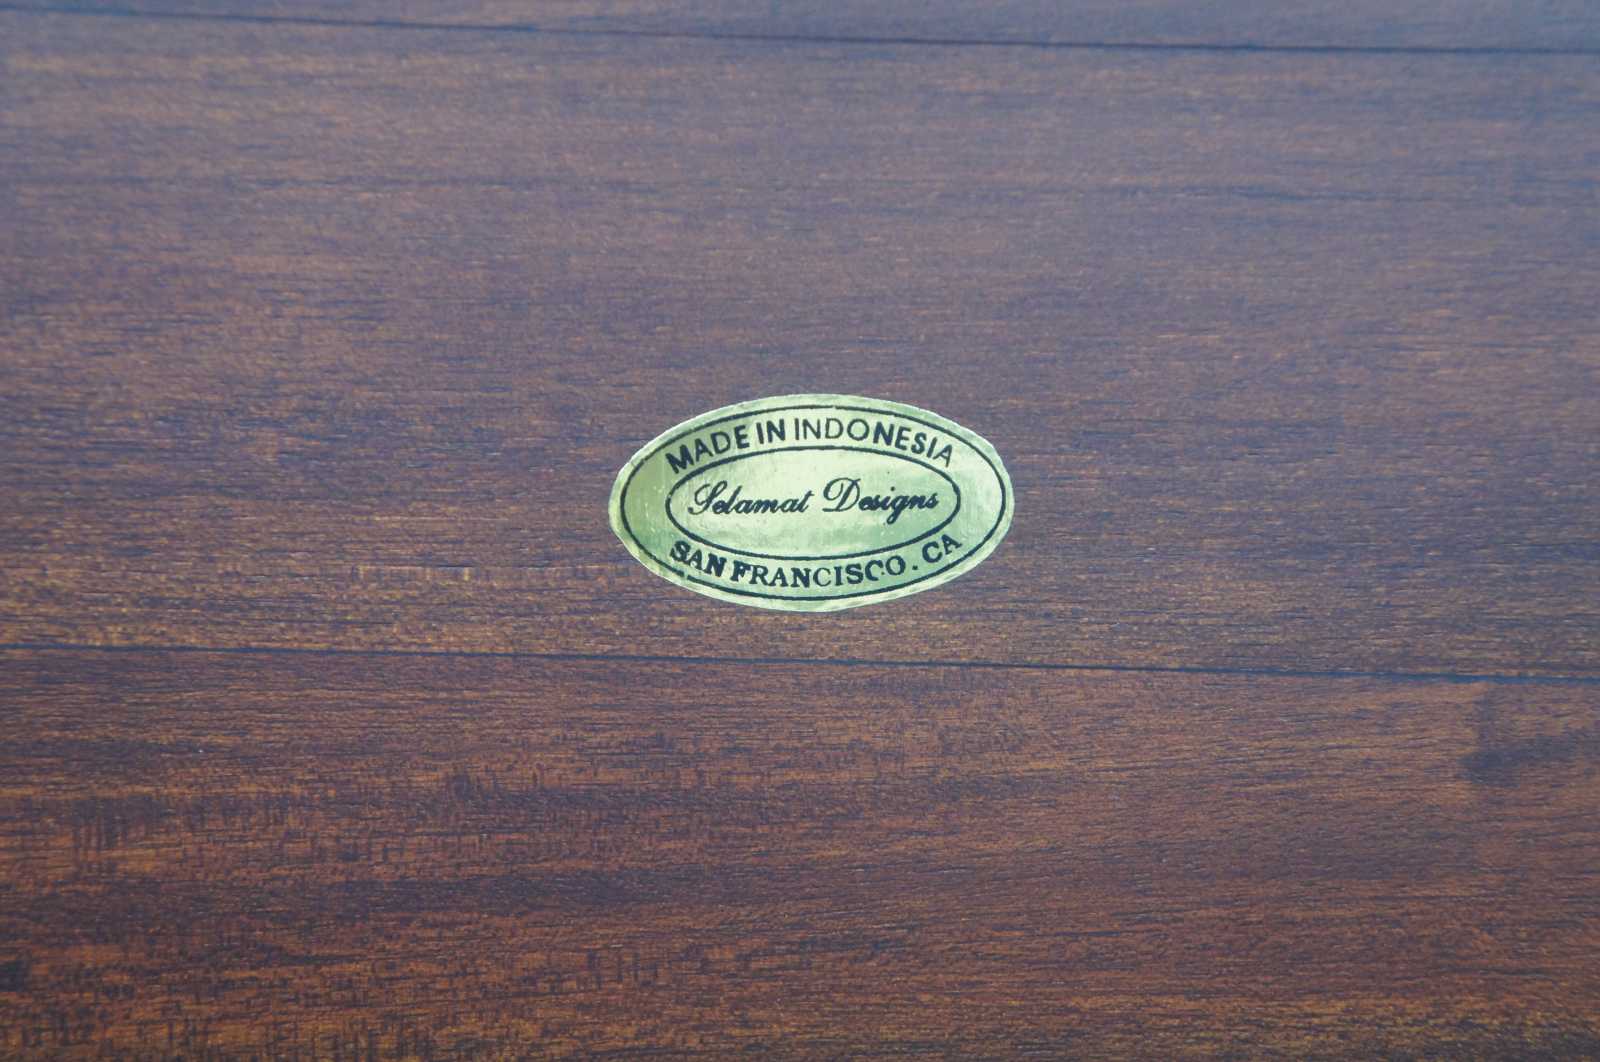 MADE IN INDONESIA
Selamat Designs
SAN FRANCISCO. CA